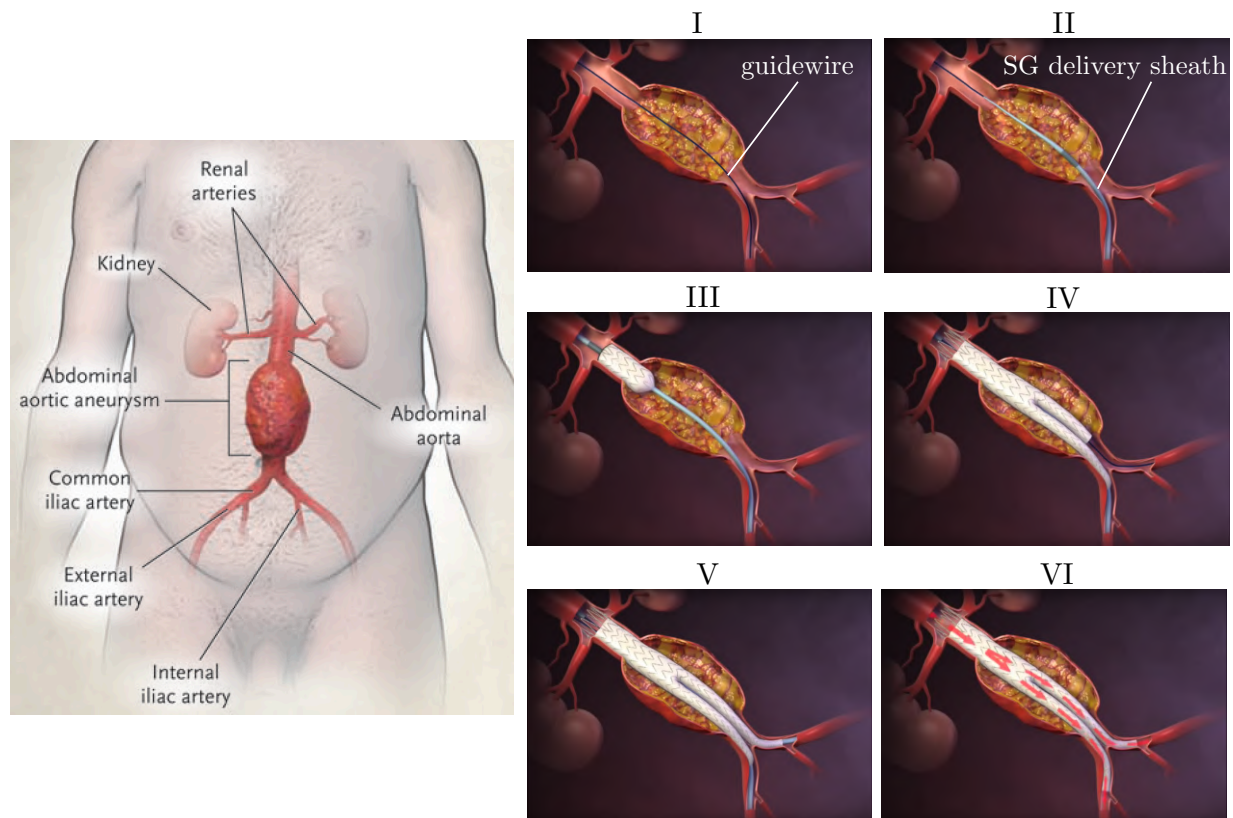 Renal
arteries
Kidney
Abdominal
aortic aneurysm
Abdominal
aorta
Common
iliac artery
External
iliac artery
Internal
iliac artery
I
guidewire
II
SG delivery sheath
III
IV
V
VI